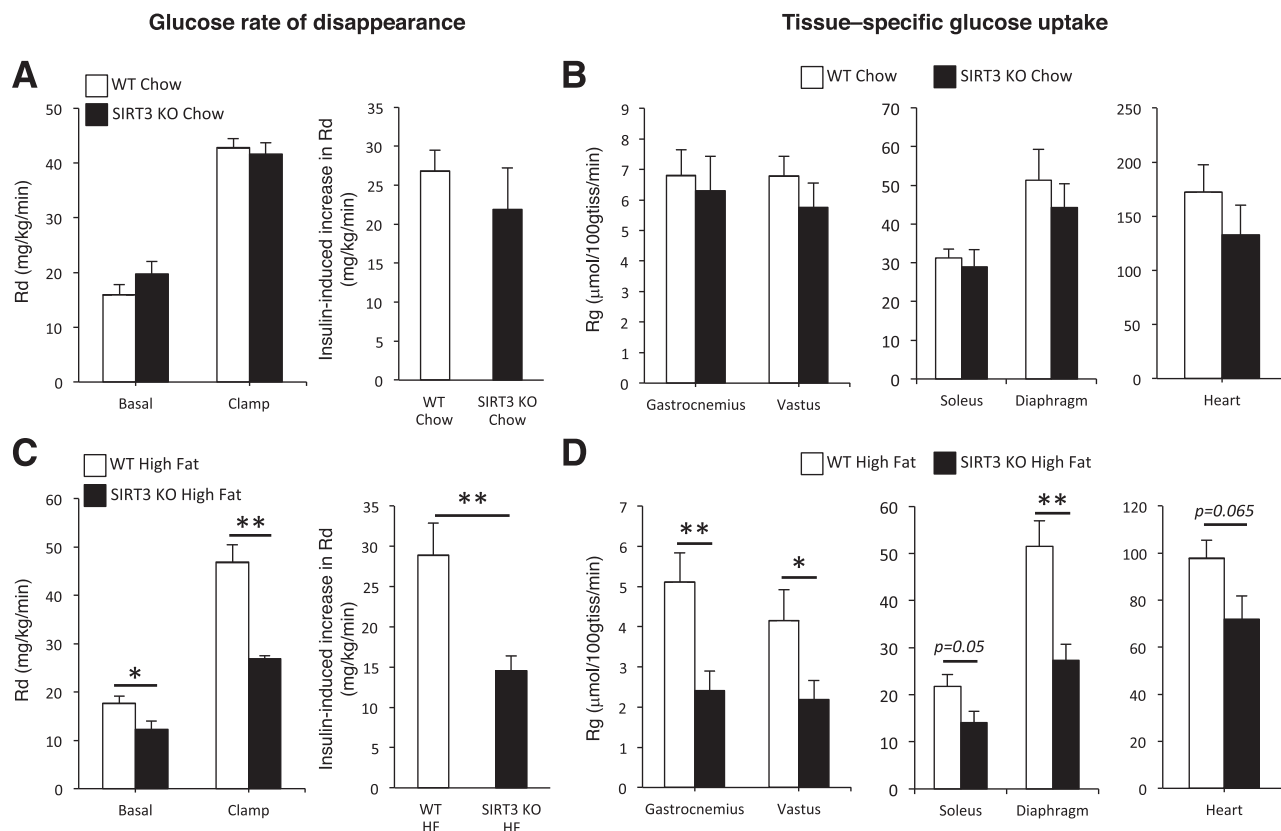 Glucose rate of disappearance
Tissue–specific glucose uptake
A
WT Chow
SIRT3 KO Chow
Rd (mg/kg/min)
50
40
30
20
10
0
Basal
Clamp
Insulin-induced increase in Rd
(mg/kg/min)
35
30
25
20
15
10
5
0
WT
Chow
SIRT3 KO
Chow
B
WT Chow
SIRT3 KO Chow
Rg (µmol/100gtiss/min)
9
8
7
6
5
4
3
2
1
0
Gastrocnemius
Vastus
70
60
50
40
30
20
10
0
Soleus
Diaphragm
250
200
150
100
50
0
Heart
C
WT High Fat
SIRT3 KO High Fat
Rd (mg/kg/min)
60
50
40
30
20
10
0
*
**
Basal
Clamp
Insulin-induced increase in Rd
(mg/kg/min)
35
30
25
20
15
10
5
0
**
WT
HF
SIRT3 KO
HF
D
WT High Fat
SIRT3 KO High Fat
Rg (µmol/100gtiss/min)
7
6
5
4
3
2
1
0
**
*
Gastrocnemius
Vastus
60
50
40
30
20
10
0
p=0.05
**
Soleus
Diaphragm
120
100
80
60
40
20
0
p=0.065
Heart